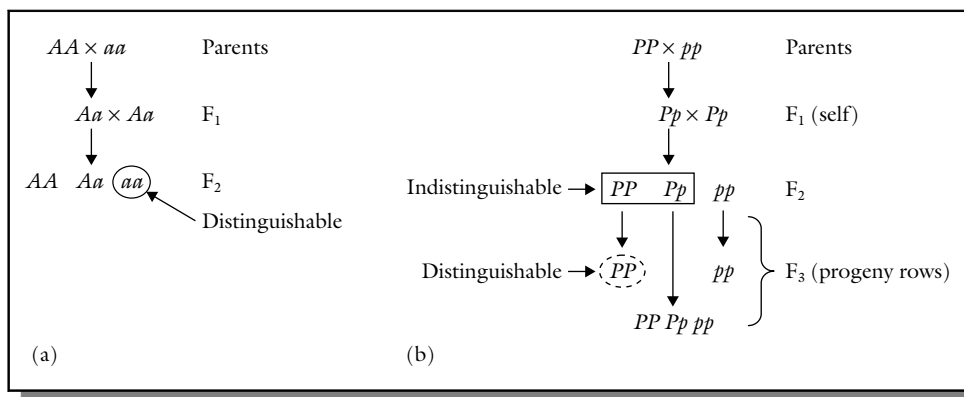 AA × aa Parents
Aa × Aa F₁
AA Aa aa F₂
Distinguishable
(a)
PP × pp Parents
Pp × Pp F₁ (self)
Indistinguishable PP Pp pp F₂
Distinguishable PP pp F₃ (progeny rows)
PP Pp pp
(b)